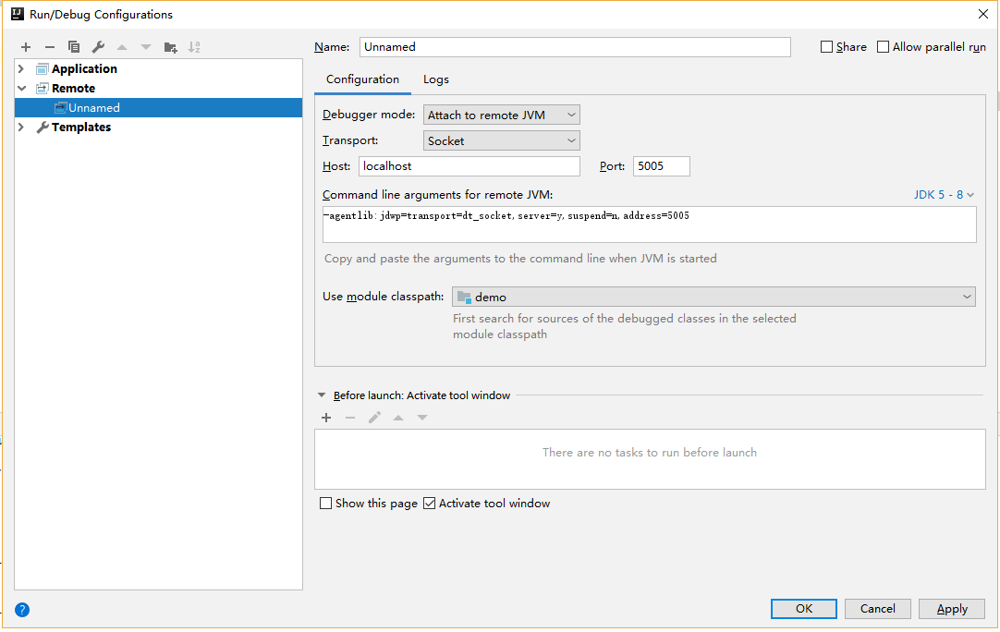 Run/Debug Configurations
Name: Unnamed
Share
Allow parallel run
Application
Remote
Unnamed
Templates
Configuration
Logs
Debugger mode: Attach to remote JVM
Transport: Socket
Host: localhost
Port: 5005
Command line arguments for remote JVM:
JDK 5 - 8
-agentlib:jdwp=transport=dt_socket,server=y,suspend=n,address=5005
Copy and paste the arguments to the command line when JVM is started
Use module classpath: demo
First search for sources of the debugged classes in the selected
module classpath
Before launch: Activate tool window
There are no tasks to run before launch
Show this page
Activate tool window
?
OK
Cancel
Apply